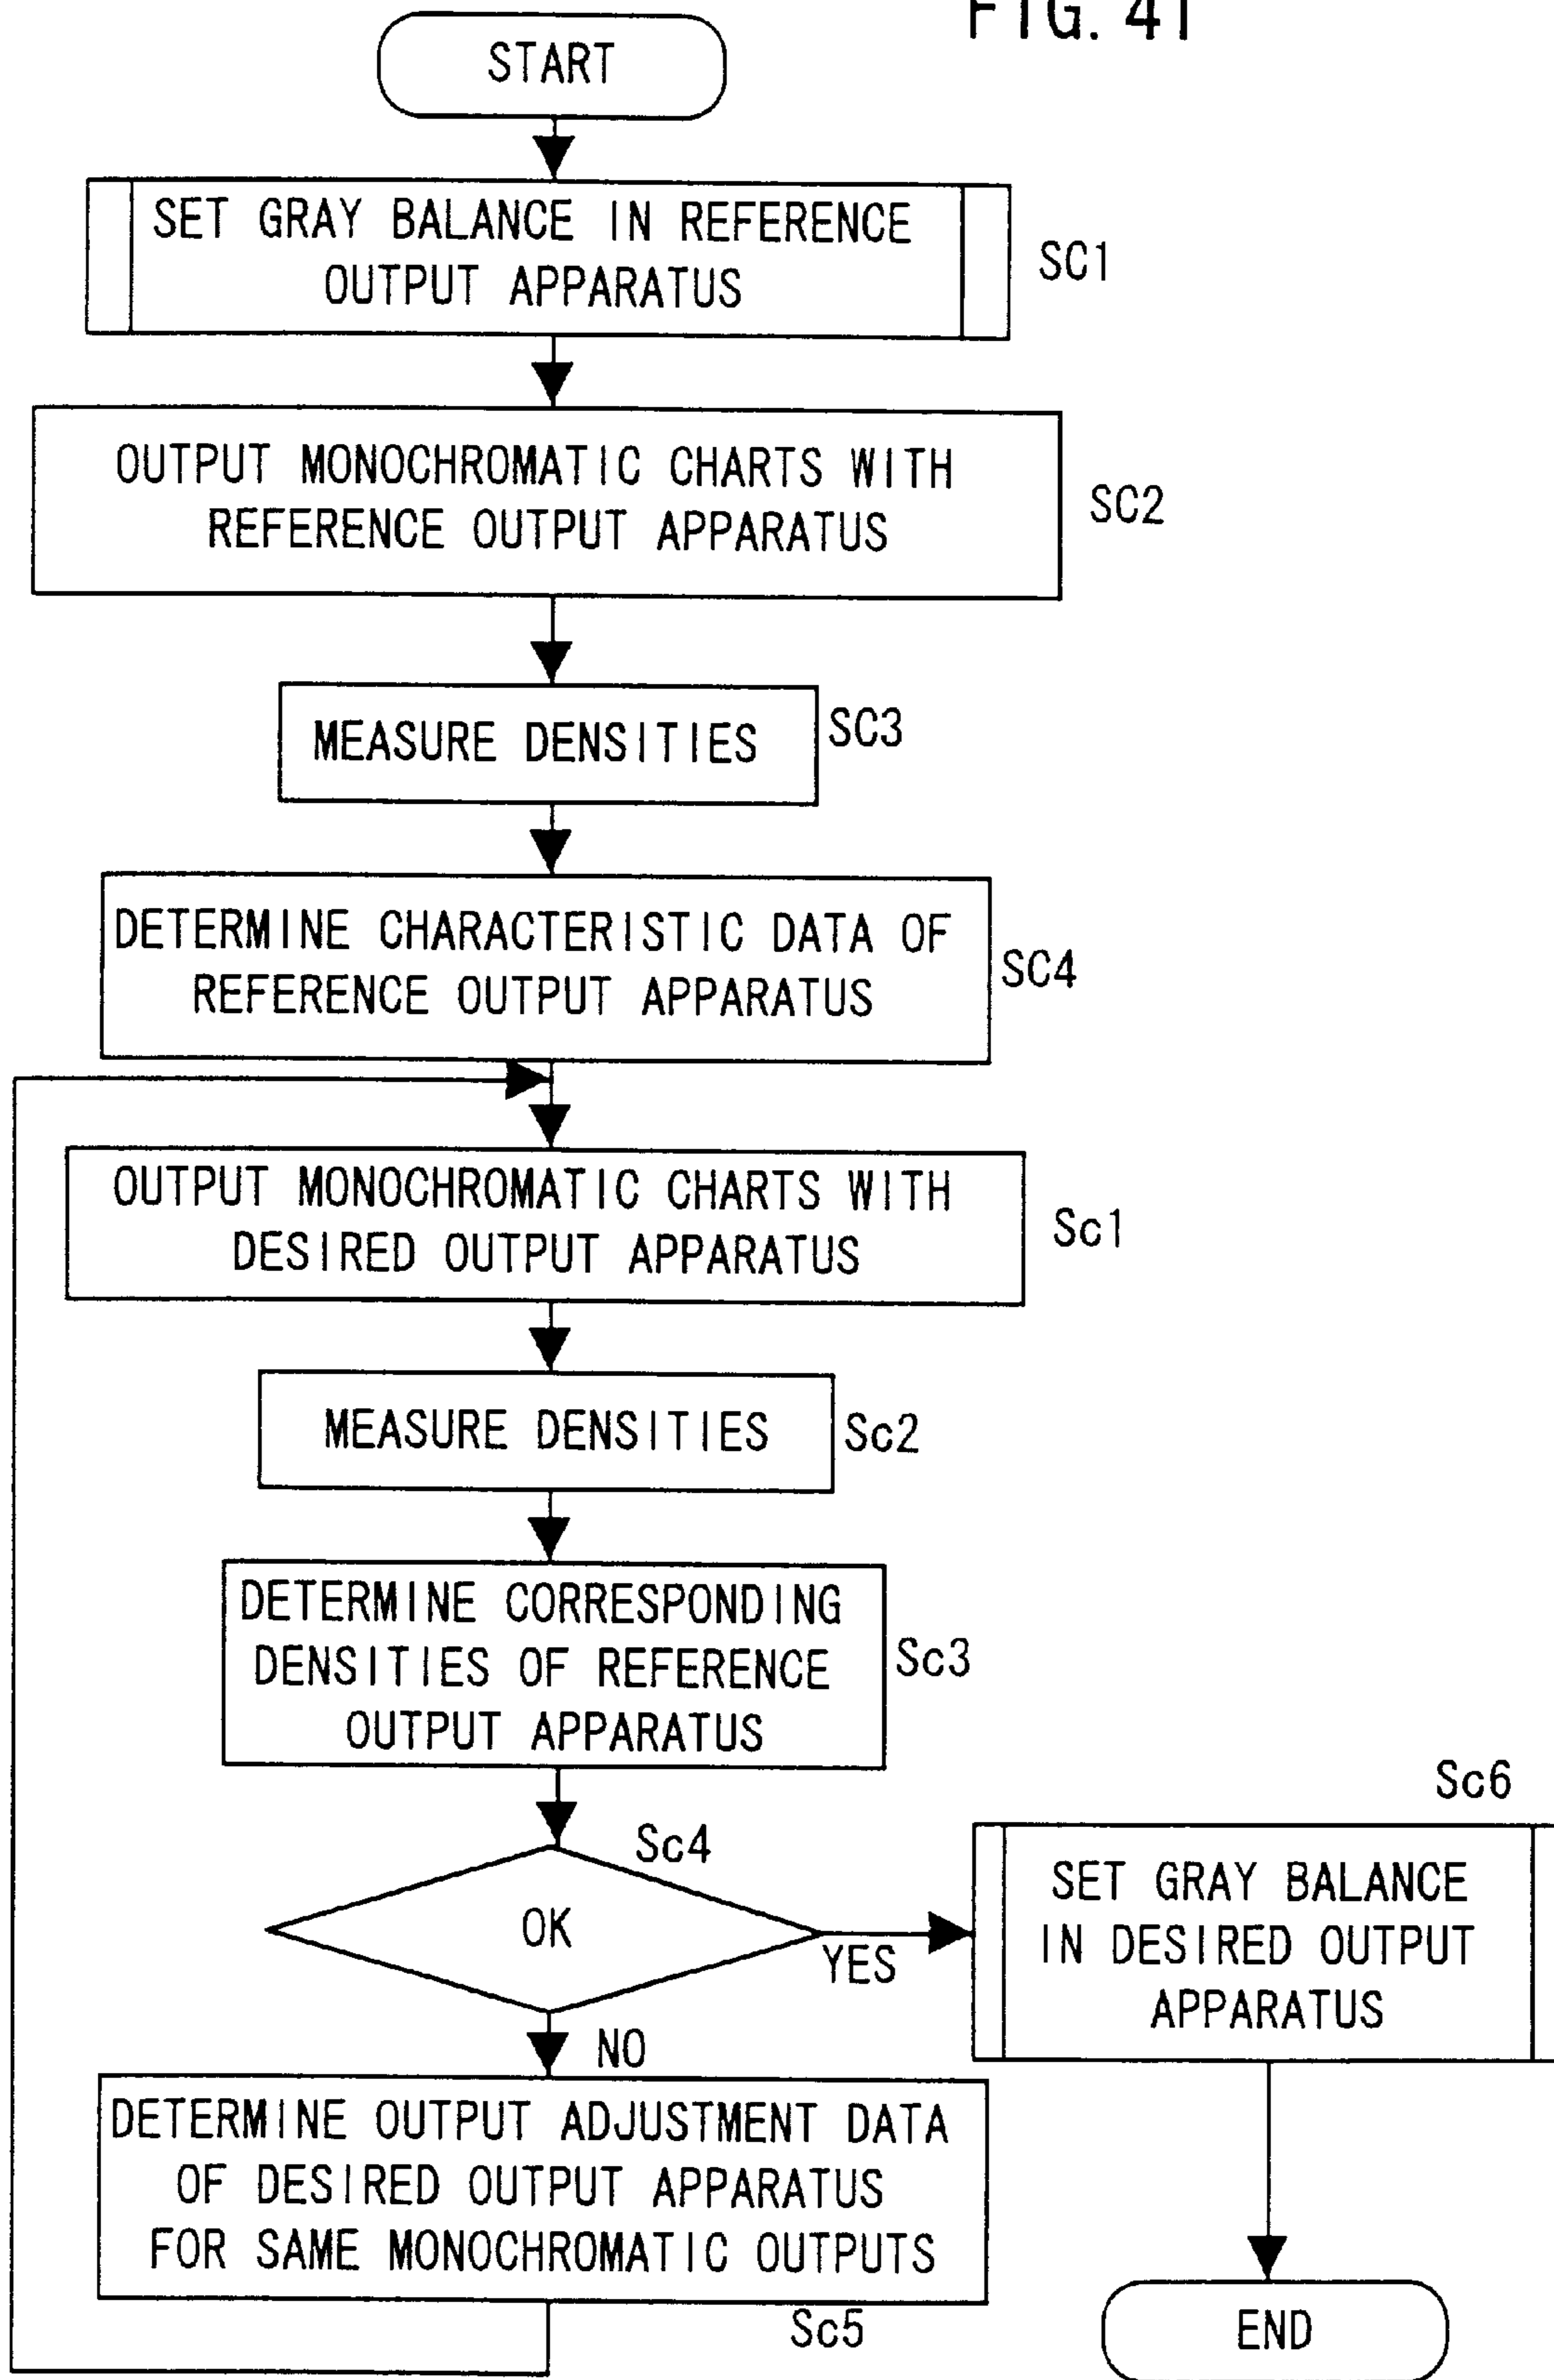 FIG. 41
START
SET GRAY BALANCE IN REFERENCE
OUTPUT APPARATUS
SC1
OUTPUT MONOCHROMATIC CHARTS WITH
REFERENCE OUTPUT APPARATUS
SC2
MEASURE DENSITIES
SC3
DETERMINE CHARACTERISTIC DATA OF
REFERENCE OUTPUT APPARATUS
SC4
OUTPUT MONOCHROMATIC CHARTS WITH
DESIRED OUTPUT APPARATUS
Sc1
MEASURE DENSITIES
Sc2
DETERMINE CORRESPONDING
DENSITIES OF REFERENCE
OUTPUT APPARATUS
Sc3
Sc4
OK
YES
NO
Sc6
SET GRAY BALANCE
IN DESIRED OUTPUT
APPARATUS
DETERMINE OUTPUT ADJUSTMENT DATA
OF DESIRED OUTPUT APPARATUS
FOR SAME MONOCHROMATIC OUTPUTS
Sc5
END